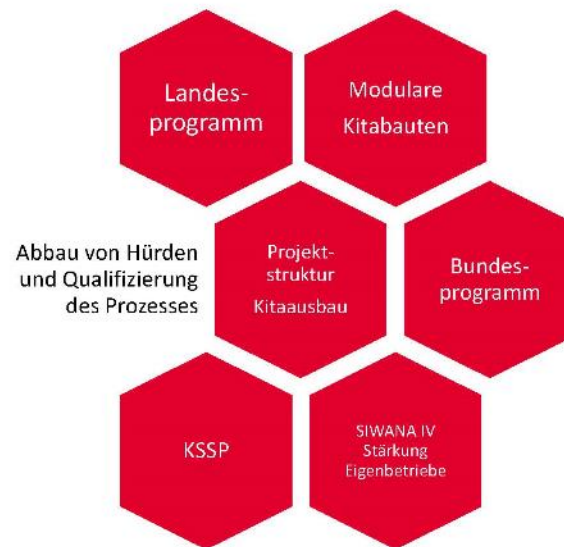 Landes-
programm
Modulare
Kitabauten
Abbau von Hürden
und Qualifizierung
des Prozesses
Projekt-
struktur
Kitaausbau
Bundes-
programm
KSSP
SIWANA IV
Stärkung
Eigenbetriebe